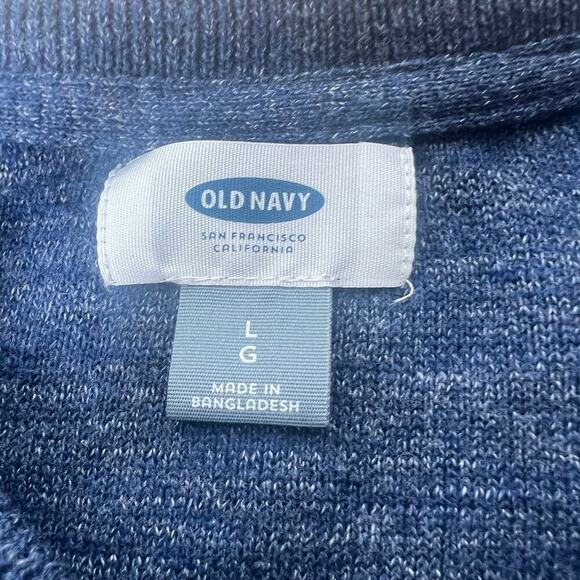 OLD NAVY
SAN FRANCISCO
CALIFORNIA
L
G
MADE IN
BANGLADESH